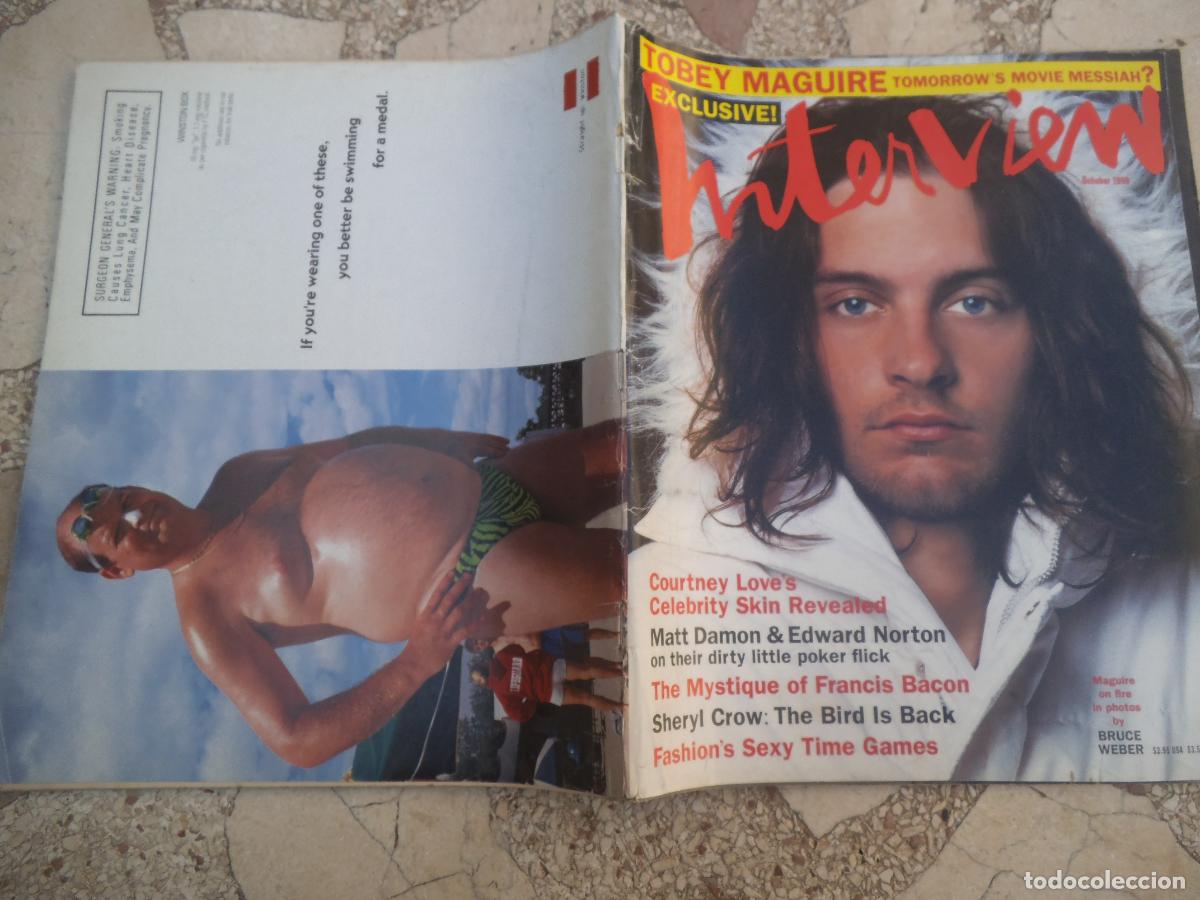 TOBEY MAGUIRE TOMORROW'S MOVIE MESSIAH?
EXCLUSIVE!
Interview
October 1998
Courtney Love's
Celebrity Skin Revealed
Matt Damon & Edward Norton
on their dirty little poker flick
The Mystique of Francis Bacon
Sheryl Crow: The Bird Is Back
Fashion's Sexy Time Games
Maguire
on fire
in photos
by
BRUCE
WEBER
$2.95 USA
If you're wearing one of these,
you better be swimming
for a medal.
WINSTON BOX
SURGEON GENERAL'S WARNING: Smoking
Causes Lung Cancer, Heart Disease,
Emphysema, And May Complicate Pregnancy.
LIFEGUARD
todocoleccion